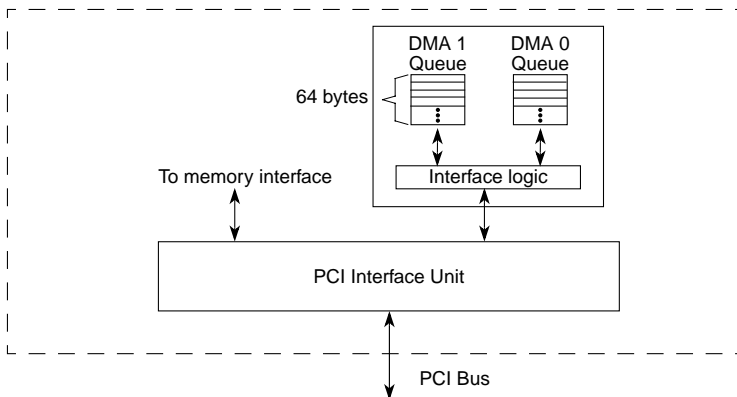 DMA 1
Queue
DMA 0
Queue
64 bytes
To memory interface
Interface logic
PCI Interface Unit
PCI Bus